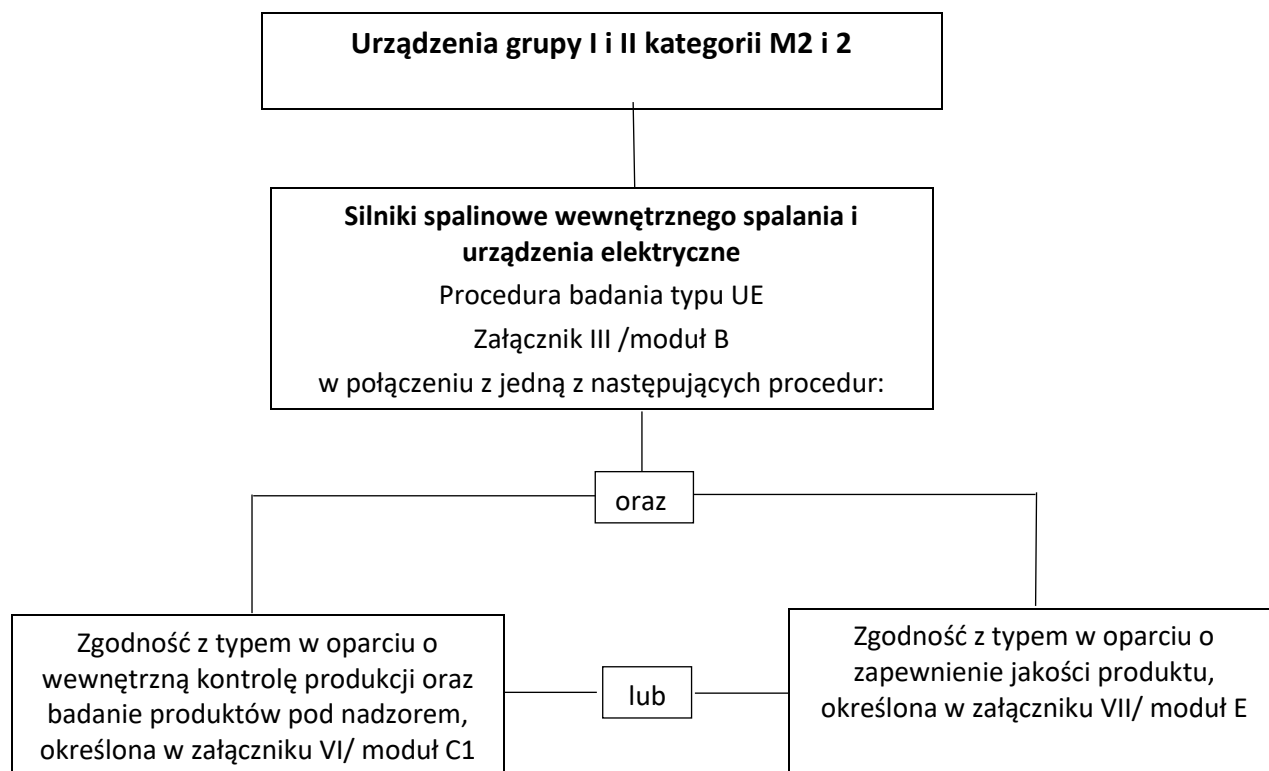 Urządzenia grupy I i II kategorii M2 i 2
Silniki spalinowe wewnętrznego spalania i
urządzenia elektryczne
Procedura badania typu UE
Załącznik III /moduł B
w połączeniu z jedną z następujących procedur:
oraz
Zgodność z typem w oparciu o
wewnętrzną kontrolę produkcji oraz
badanie produktów pod nadzorem,
określona w załączniku VI/ moduł C1
lub
Zgodność z typem w oparciu o
zapewnienie jakości produktu,
określona w załączniku VII/ moduł E